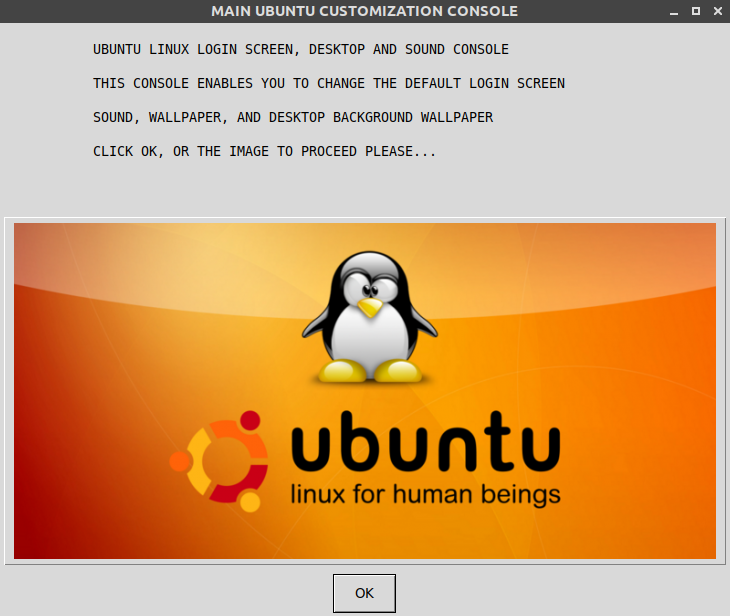 MAIN UBUNTU CUSTOMIZATION CONSOLE
UBUNTU LINUX LOGIN SCREEN, DESKTOP AND SOUND CONSOLE
THIS CONSOLE ENABLES YOU TO CHANGE THE DEFAULT LOGIN SCREEN
SOUND, WALLPAPER, AND DESKTOP BACKGROUND WALLPAPER
CLICK OK, OR THE IMAGE TO PROCEED PLEASE...
ubuntu
linux for human beings
OK